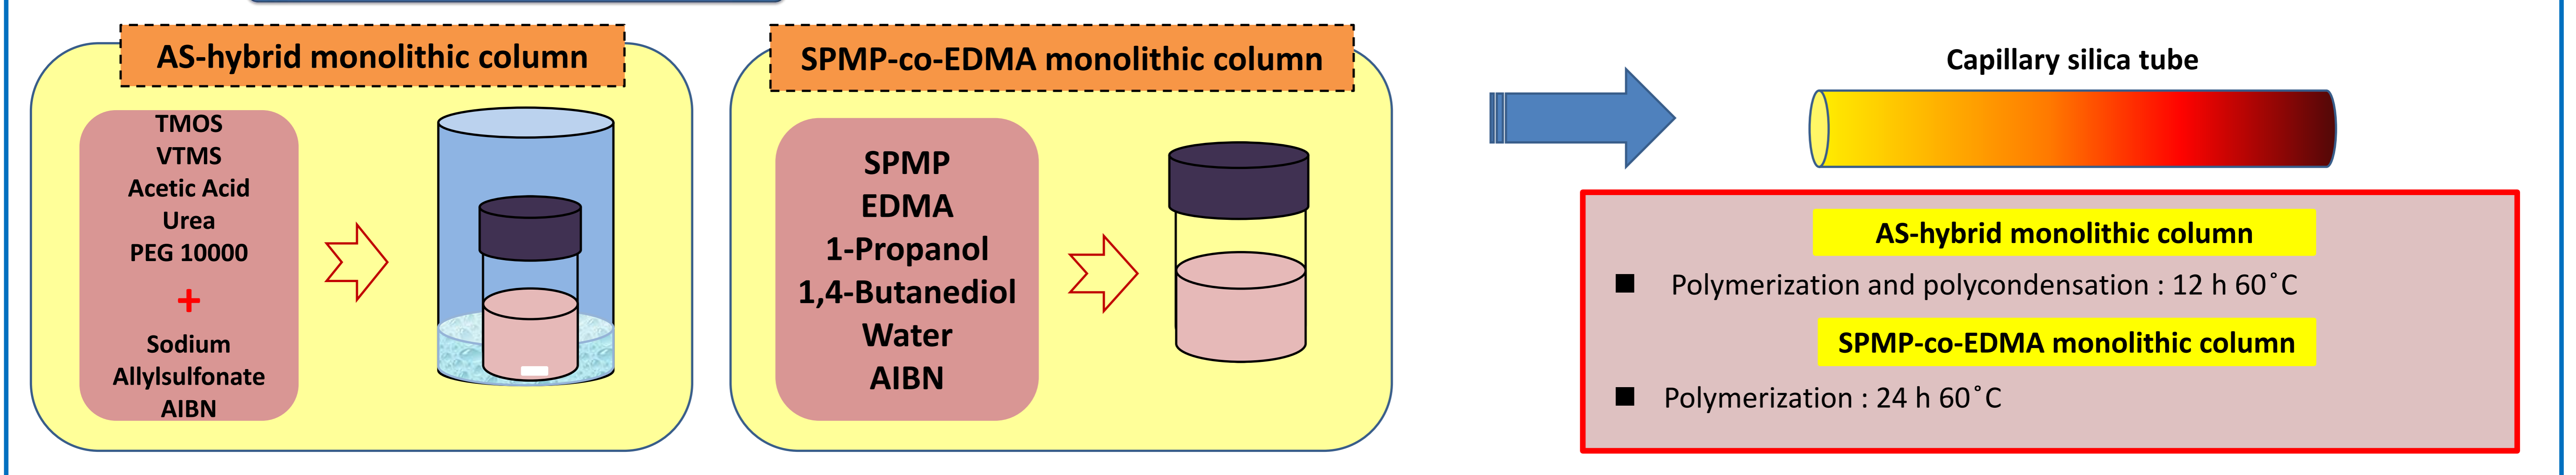 AS-hybrid monolithic column
TMOS
VTMS
Acetic Acid
Urea
PEG 10000
+
Sodium
Allylsulfonate
AIBN
SPMP-co-EDMA monolithic column
SPMP
EDMA
1-Propanol
1,4-Butanediol
Water
AIBN
Capillary silica tube
AS-hybrid monolithic column
■ Polymerization and polycondensation : 12 h 60˚C
SPMP-co-EDMA monolithic column
■ Polymerization : 24 h 60˚C